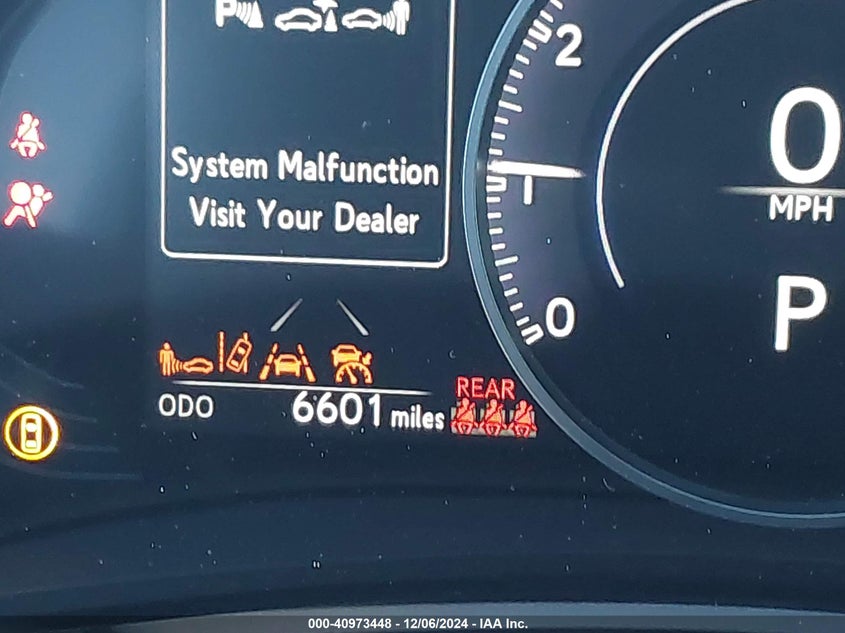 P
2
0
System Malfunction
MPH
Visit Your Dealer
1
P
0
REAR
ODO 6601 miles
000-40973448 - 12/06/2024 - IAA Inc.